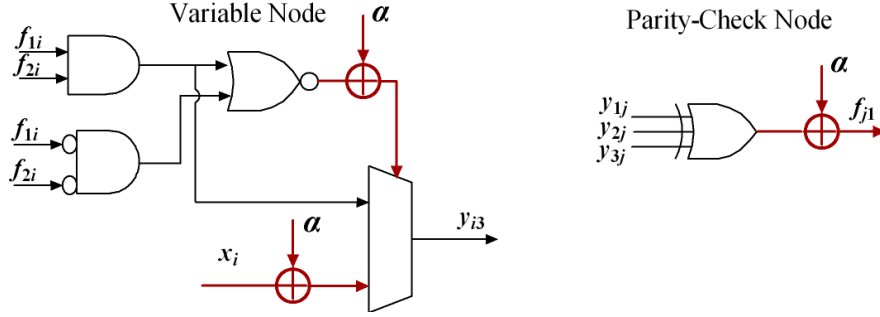 Variable Node
α
f1i
f2i
f1i
f2i
xi
α
yi3
Parity-Check Node
α
y1j
y2j
y3j
fj1